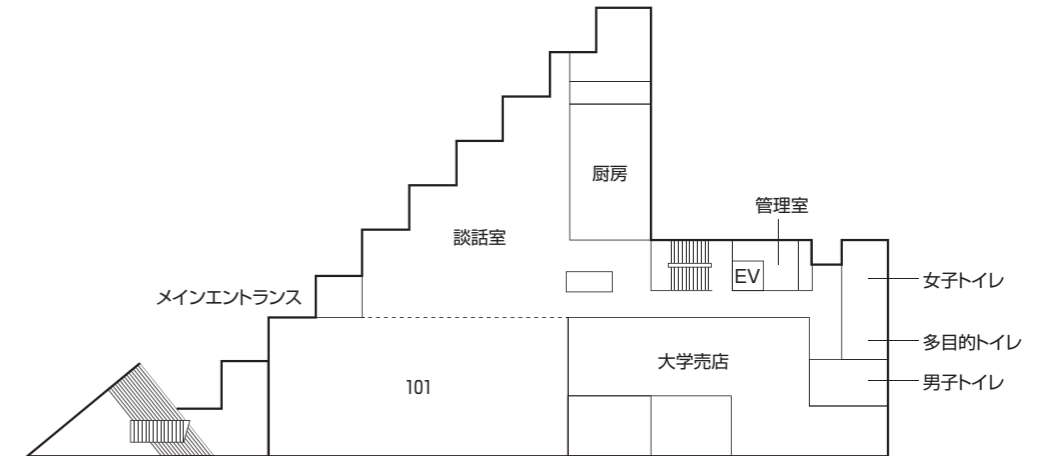 厨房
管理室
談話室
EV
女子トイレ
メインエントランス
多目的トイレ
大学売店
男子トイレ
101